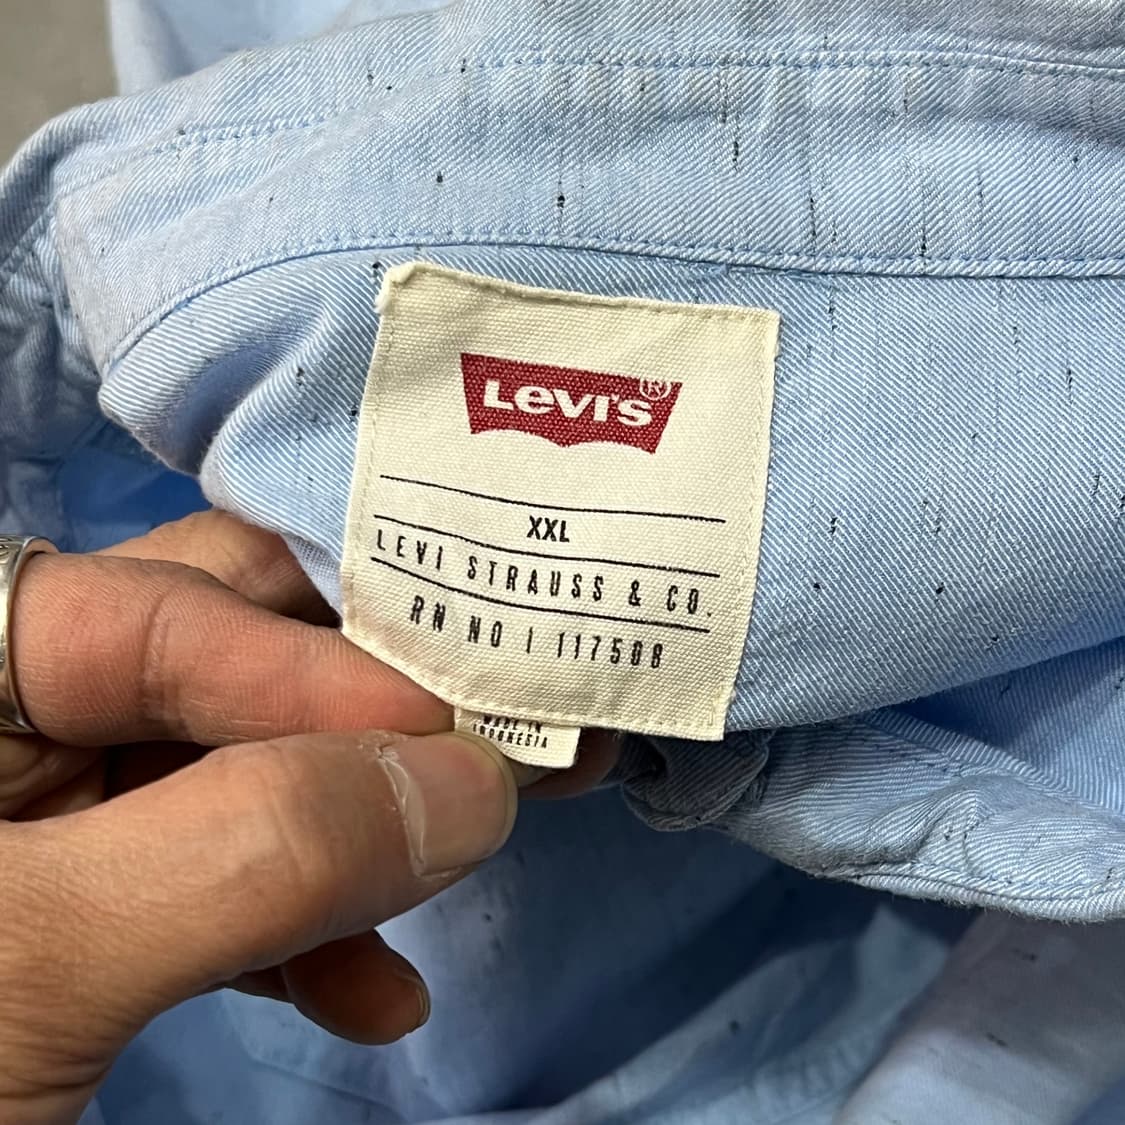 LEVI'S®
XXL
LEVI STRAUSS & CO.
RN NO | 117508
MADE IN
INDONESIA